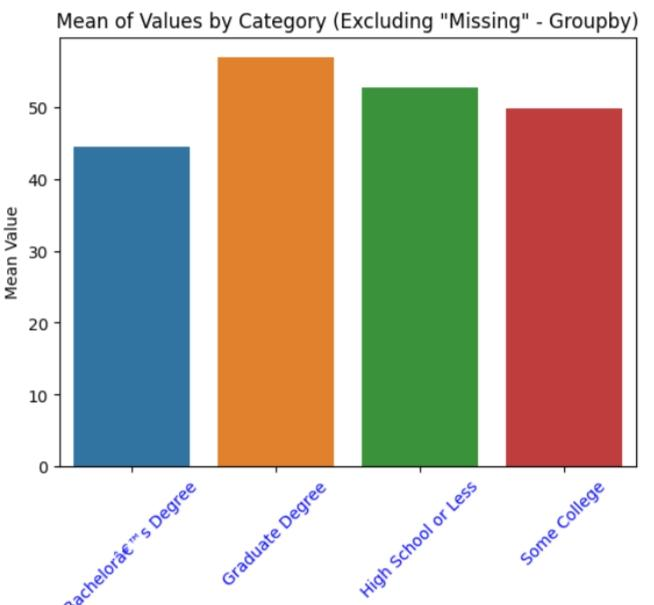 Mean of Values by Category (Excluding "Missing" - Groupby)
Mean Value
50
40
30
20
10
0
Bachelorâ€™s Degree
Graduate Degree
High School or Less
Some College